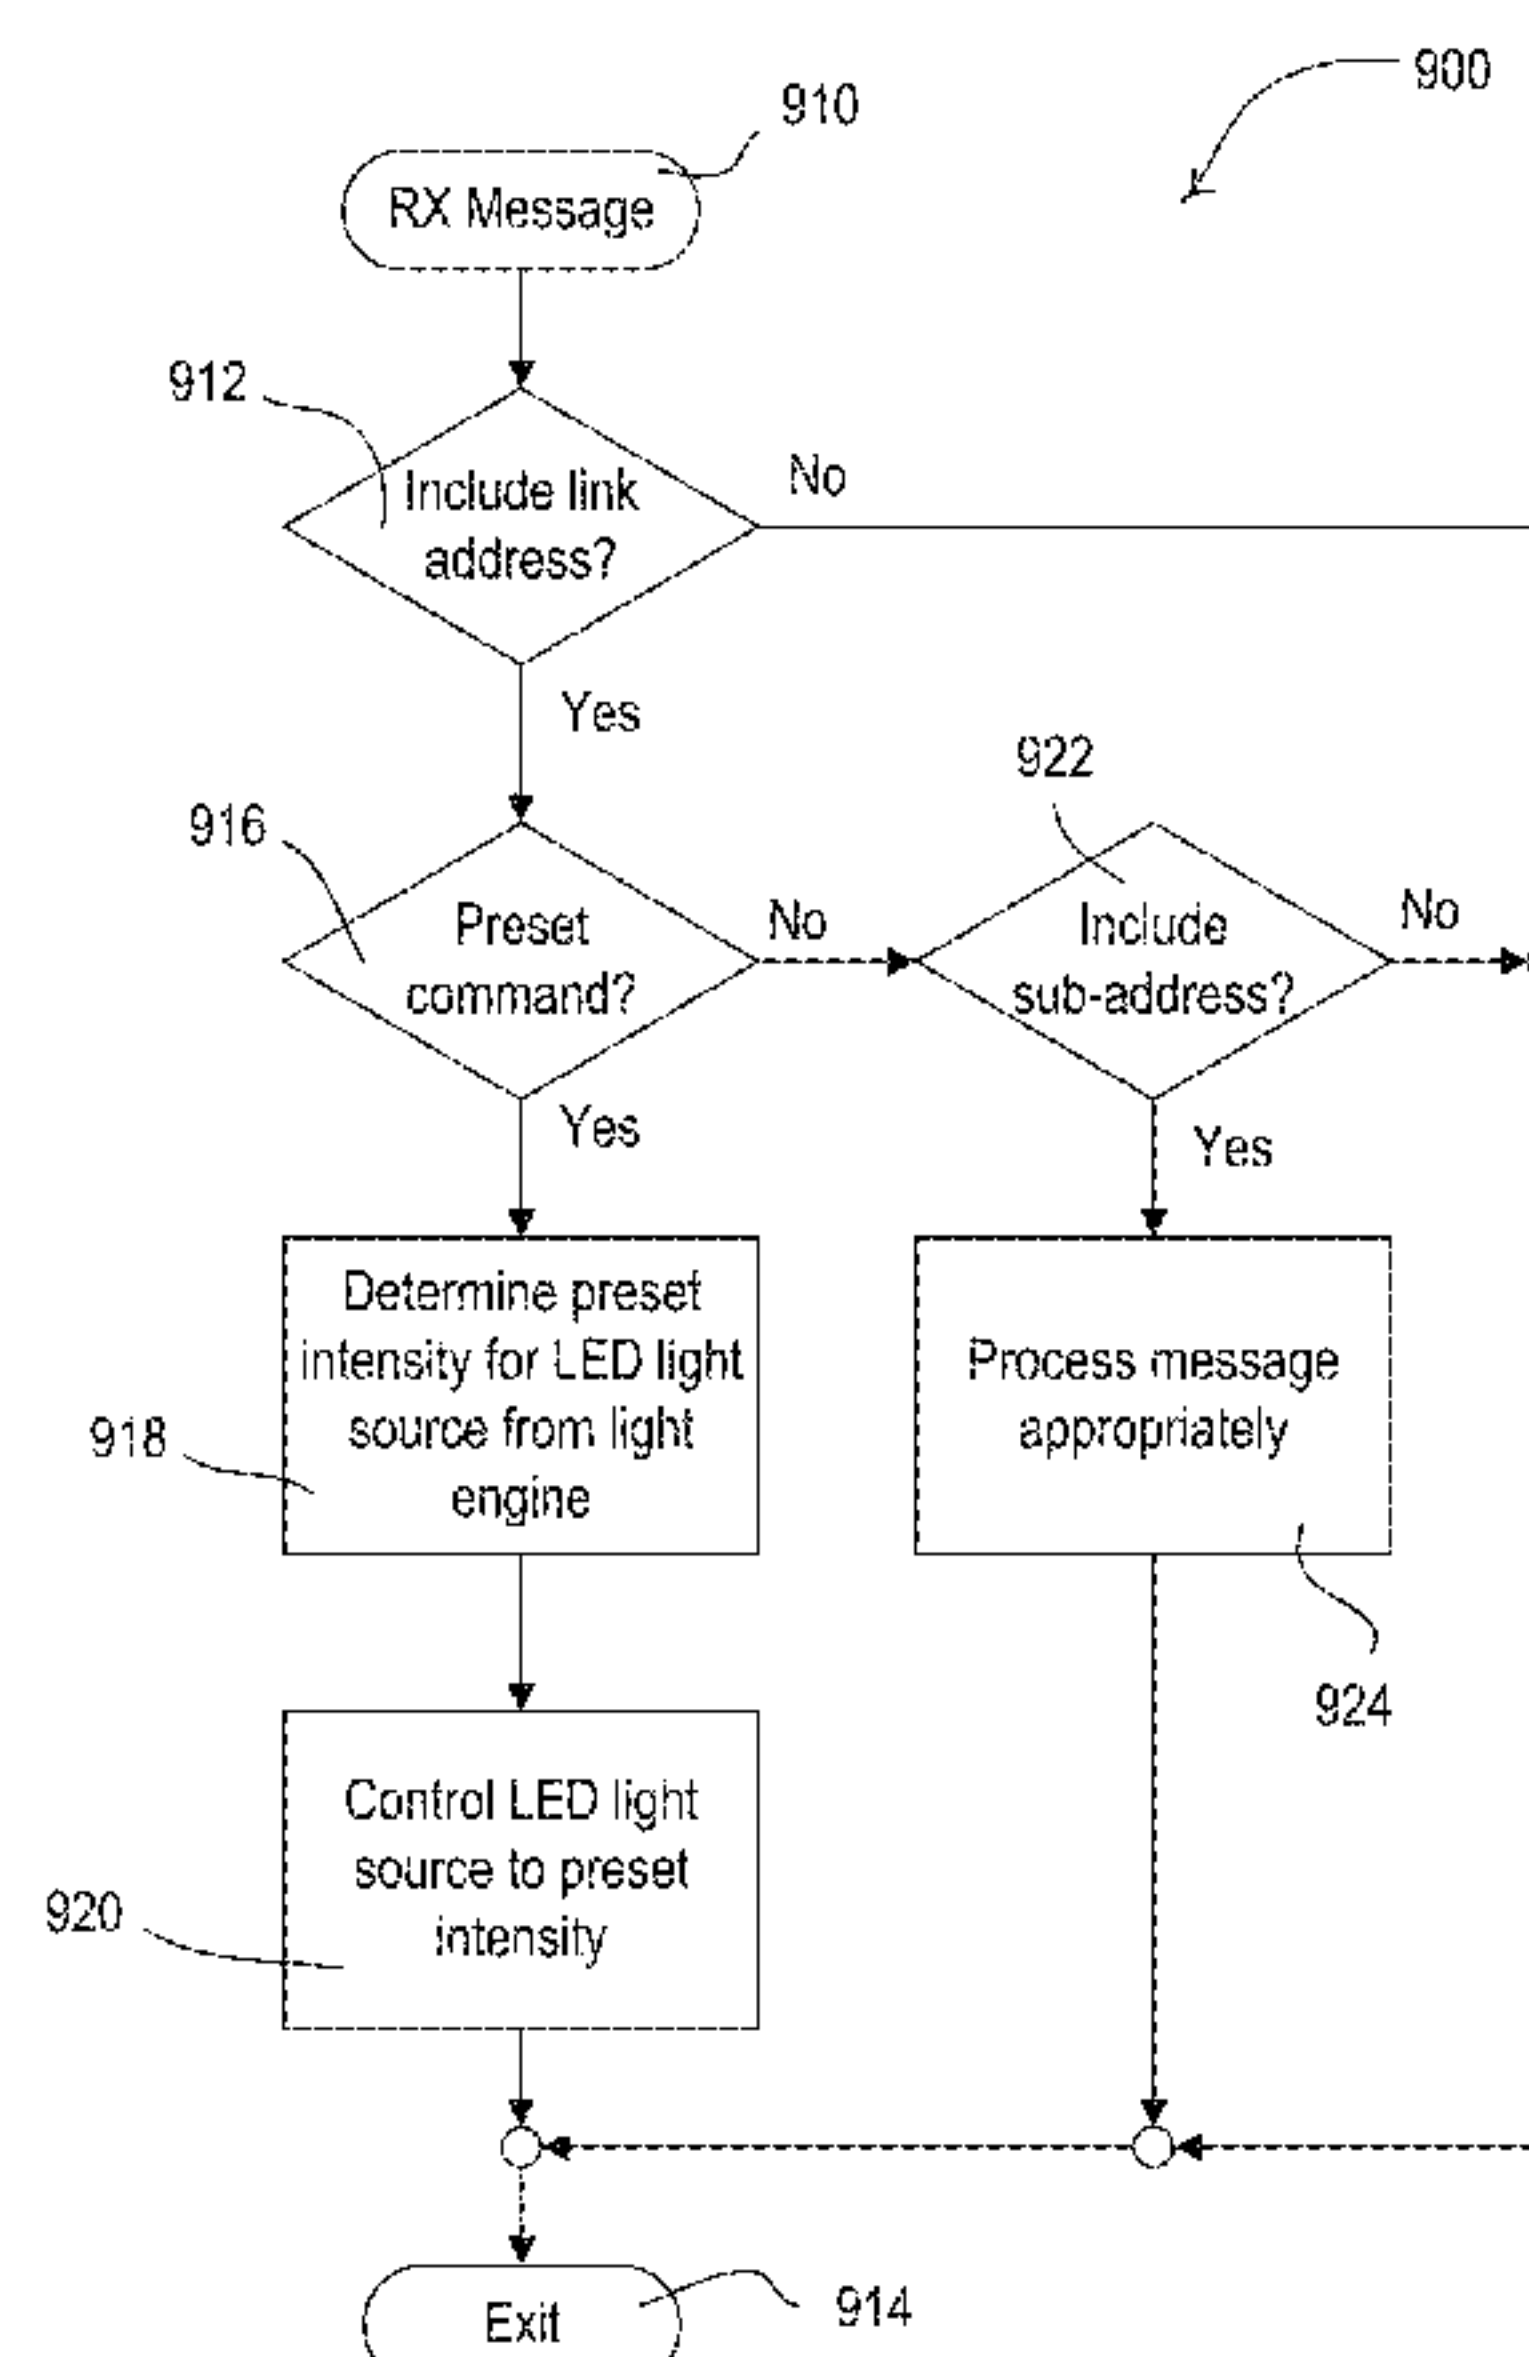 900
910
RX Message
912
Include link
address?
No
Yes
916
Preset
command?
No
922
Include
sub-address?
No
Yes
Yes
918
Determine preset
intensity for LED light
source from light
engine
Process message
appropriately
924
920
Control LED light
source to preset
intensity
Exit
914